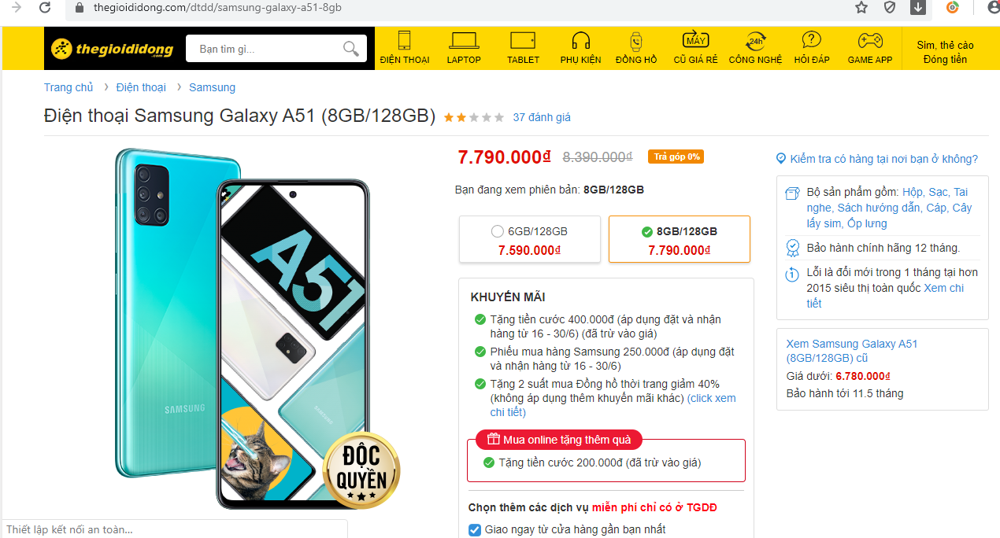 thegioididong.com/dtdd/samsung-galaxy-a51-8gb
thegioididong.com
Bạn tìm gì...
ĐIỆN THOẠI
LAPTOP
TABLET
PHỤ KIỆN
ĐỒNG HỒ
MÁY
CŨ GIÁ RẺ
24h
CÔNG NGHỆ
HỎI ĐÁP
GAME APP
Sim, thẻ cào
Đóng tiền
Trang chủ › Điện thoại › Samsung
Điện thoại Samsung Galaxy A51 (8GB/128GB) 37 đánh giá
A51
SAMSUNG
SAMSUNG
ĐỘC
QUYỀN
7.790.000₫ 8.390.000₫ Trả góp 0%
Bạn đang xem phiên bản: 8GB/128GB
6GB/128GB
7.590.000₫
8GB/128GB
7.790.000₫
KHUYẾN MÃI
Tặng tiền cước 400.000đ (áp dụng đặt và nhận
hàng từ 16 - 30/6) (đã trừ vào giá)
Phiếu mua hàng Samsung 250.000đ (áp dụng đặt
và nhận hàng từ 16 - 30/6)
Tặng 2 suất mua Đồng hồ thời trang giảm 40%
(không áp dụng thêm khuyến mãi khác) (click xem
chi tiết)
Mua online tặng thêm quà
Tặng tiền cước 200.000đ (đã trừ vào giá)
Chọn thêm các dịch vụ miễn phí chỉ có ở TGDĐ
Giao ngay từ cửa hàng gần bạn nhất
Kiểm tra có hàng tại nơi bạn ở không?
Bộ sản phẩm gồm: Hộp, Sạc, Tai
nghe, Sách hướng dẫn, Cáp, Cây
lấy sim, Ốp lưng
Bảo hành chính hãng 12 tháng.
Lỗi là đổi mới trong 1 tháng tại hơn
2015 siêu thị toàn quốc Xem chi
tiết
Xem Samsung Galaxy A51
(8GB/128GB) cũ
Giá dưới: 6.780.000₫
Bảo hành tới 11.5 tháng
Thiết lập kết nối an toàn...